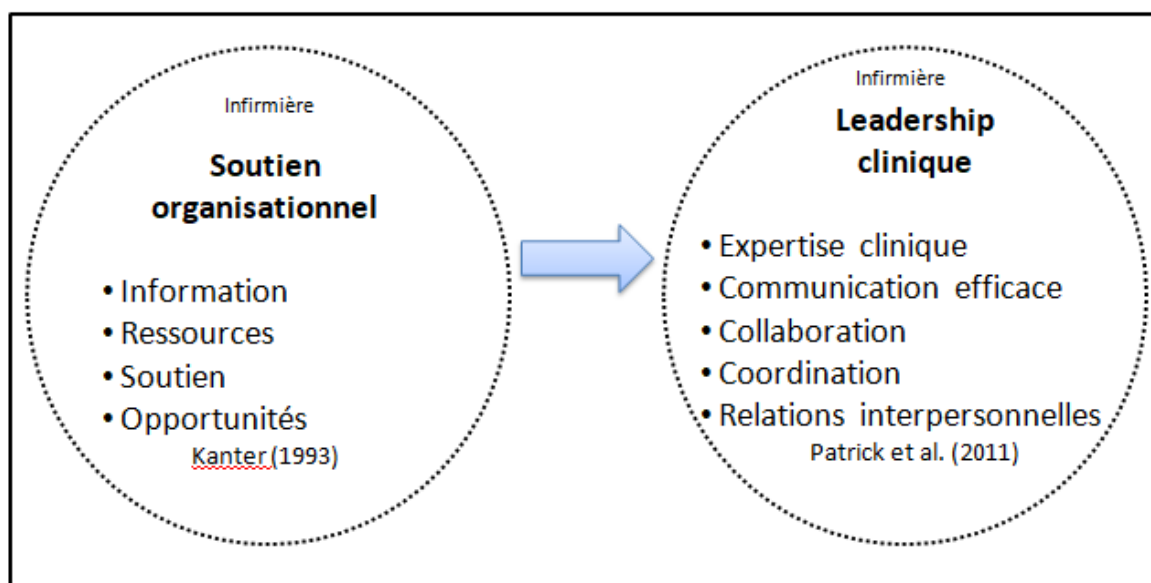 Infirmière
Soutien
organisationnel
• Information
• Ressources
• Soutien
• Opportunités
Kanter (1993)
Infirmière
Leadership
clinique
• Expertise clinique
• Communication efficace
• Collaboration
• Coordination
• Relations interpersonnelles
Patrick et al. (2011)